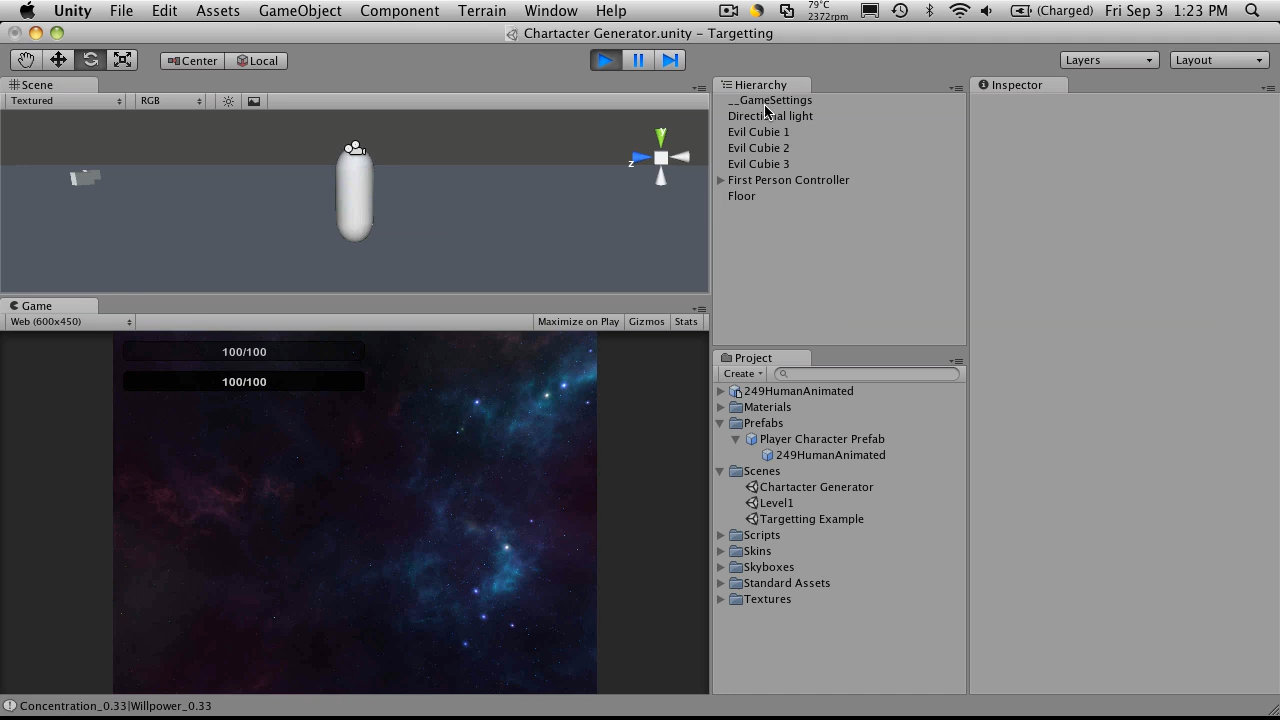 Unity File Edit Assets GameObject Component Terrain Window Help 79°C 2372rpm (Charged) Fri Sep 3 1:23 PM
Chartacter Generator.unity – Targetting
Center Local Layers Layout
Scene
Textured RGB
y
z
Game
Web (600x450) Maximize on Play Gizmos Stats
100/100
100/100
Hierarchy
__GameSettings
Directional light
Evil Cubie 1
Evil Cubie 2
Evil Cubie 3
First Person Controller
Floor
Project
Create
249HumanAnimated
Materials
Prefabs
Player Character Prefab
249HumanAnimated
Scenes
Chartacter Generator
Level1
Targetting Example
Scripts
Skins
Skyboxes
Standard Assets
Textures
Inspector
Concentration_0.33|Willpower_0.33